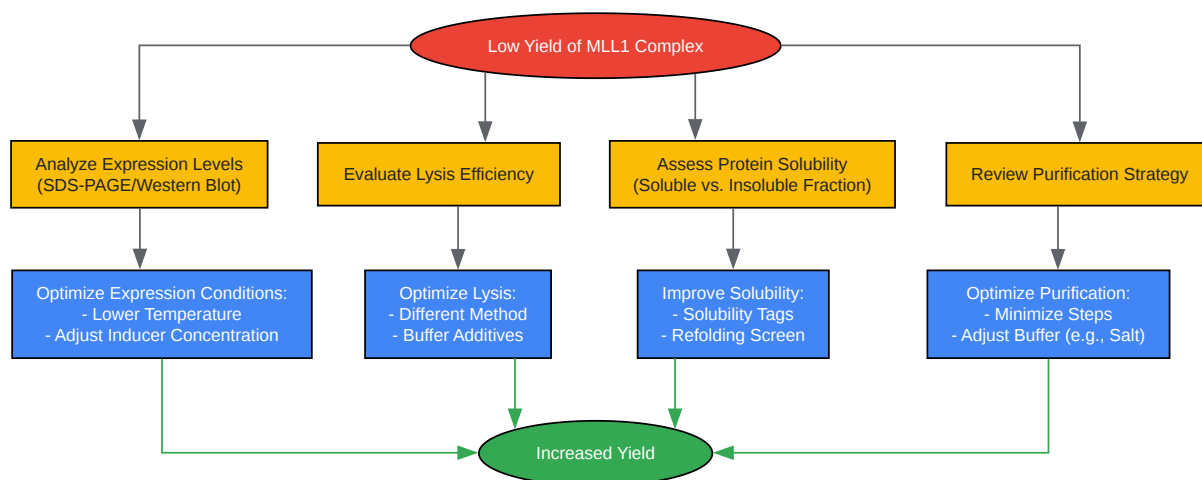 Low Yield of MLL1 Complex
Analyze Expression Levels
(SDS-PAGE/Western Blot)
Evaluate Lysis Efficiency
Assess Protein Solubility
(Soluble vs. Insoluble Fraction)
Review Purification Strategy
Optimize Expression Conditions:
- Lower Temperature
- Adjust Inducer Concentration
Optimize Lysis:
- Different Method
- Buffer Additives
Improve Solubility:
- Solubility Tags
- Refolding Screen
Optimize Purification:
- Minimize Steps
- Adjust Buffer (e.g., Salt)
Increased Yield